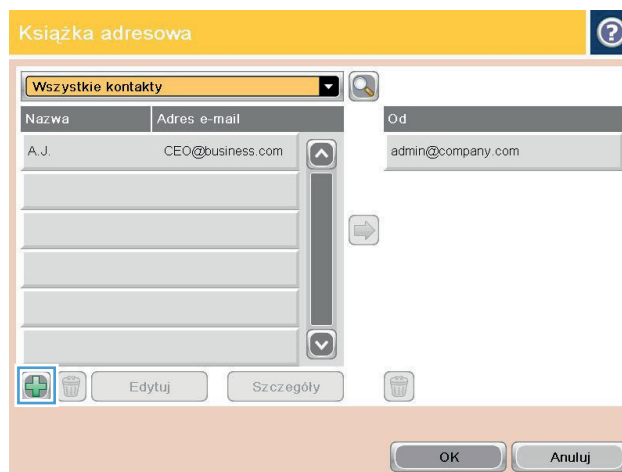 Książka adresowa
?
Wszystkie kontakty
Nazwa Adres e-mail Od
A.J. CEO@business.com admin@company.com
Edytuj Szczegóły
OK Anuluj